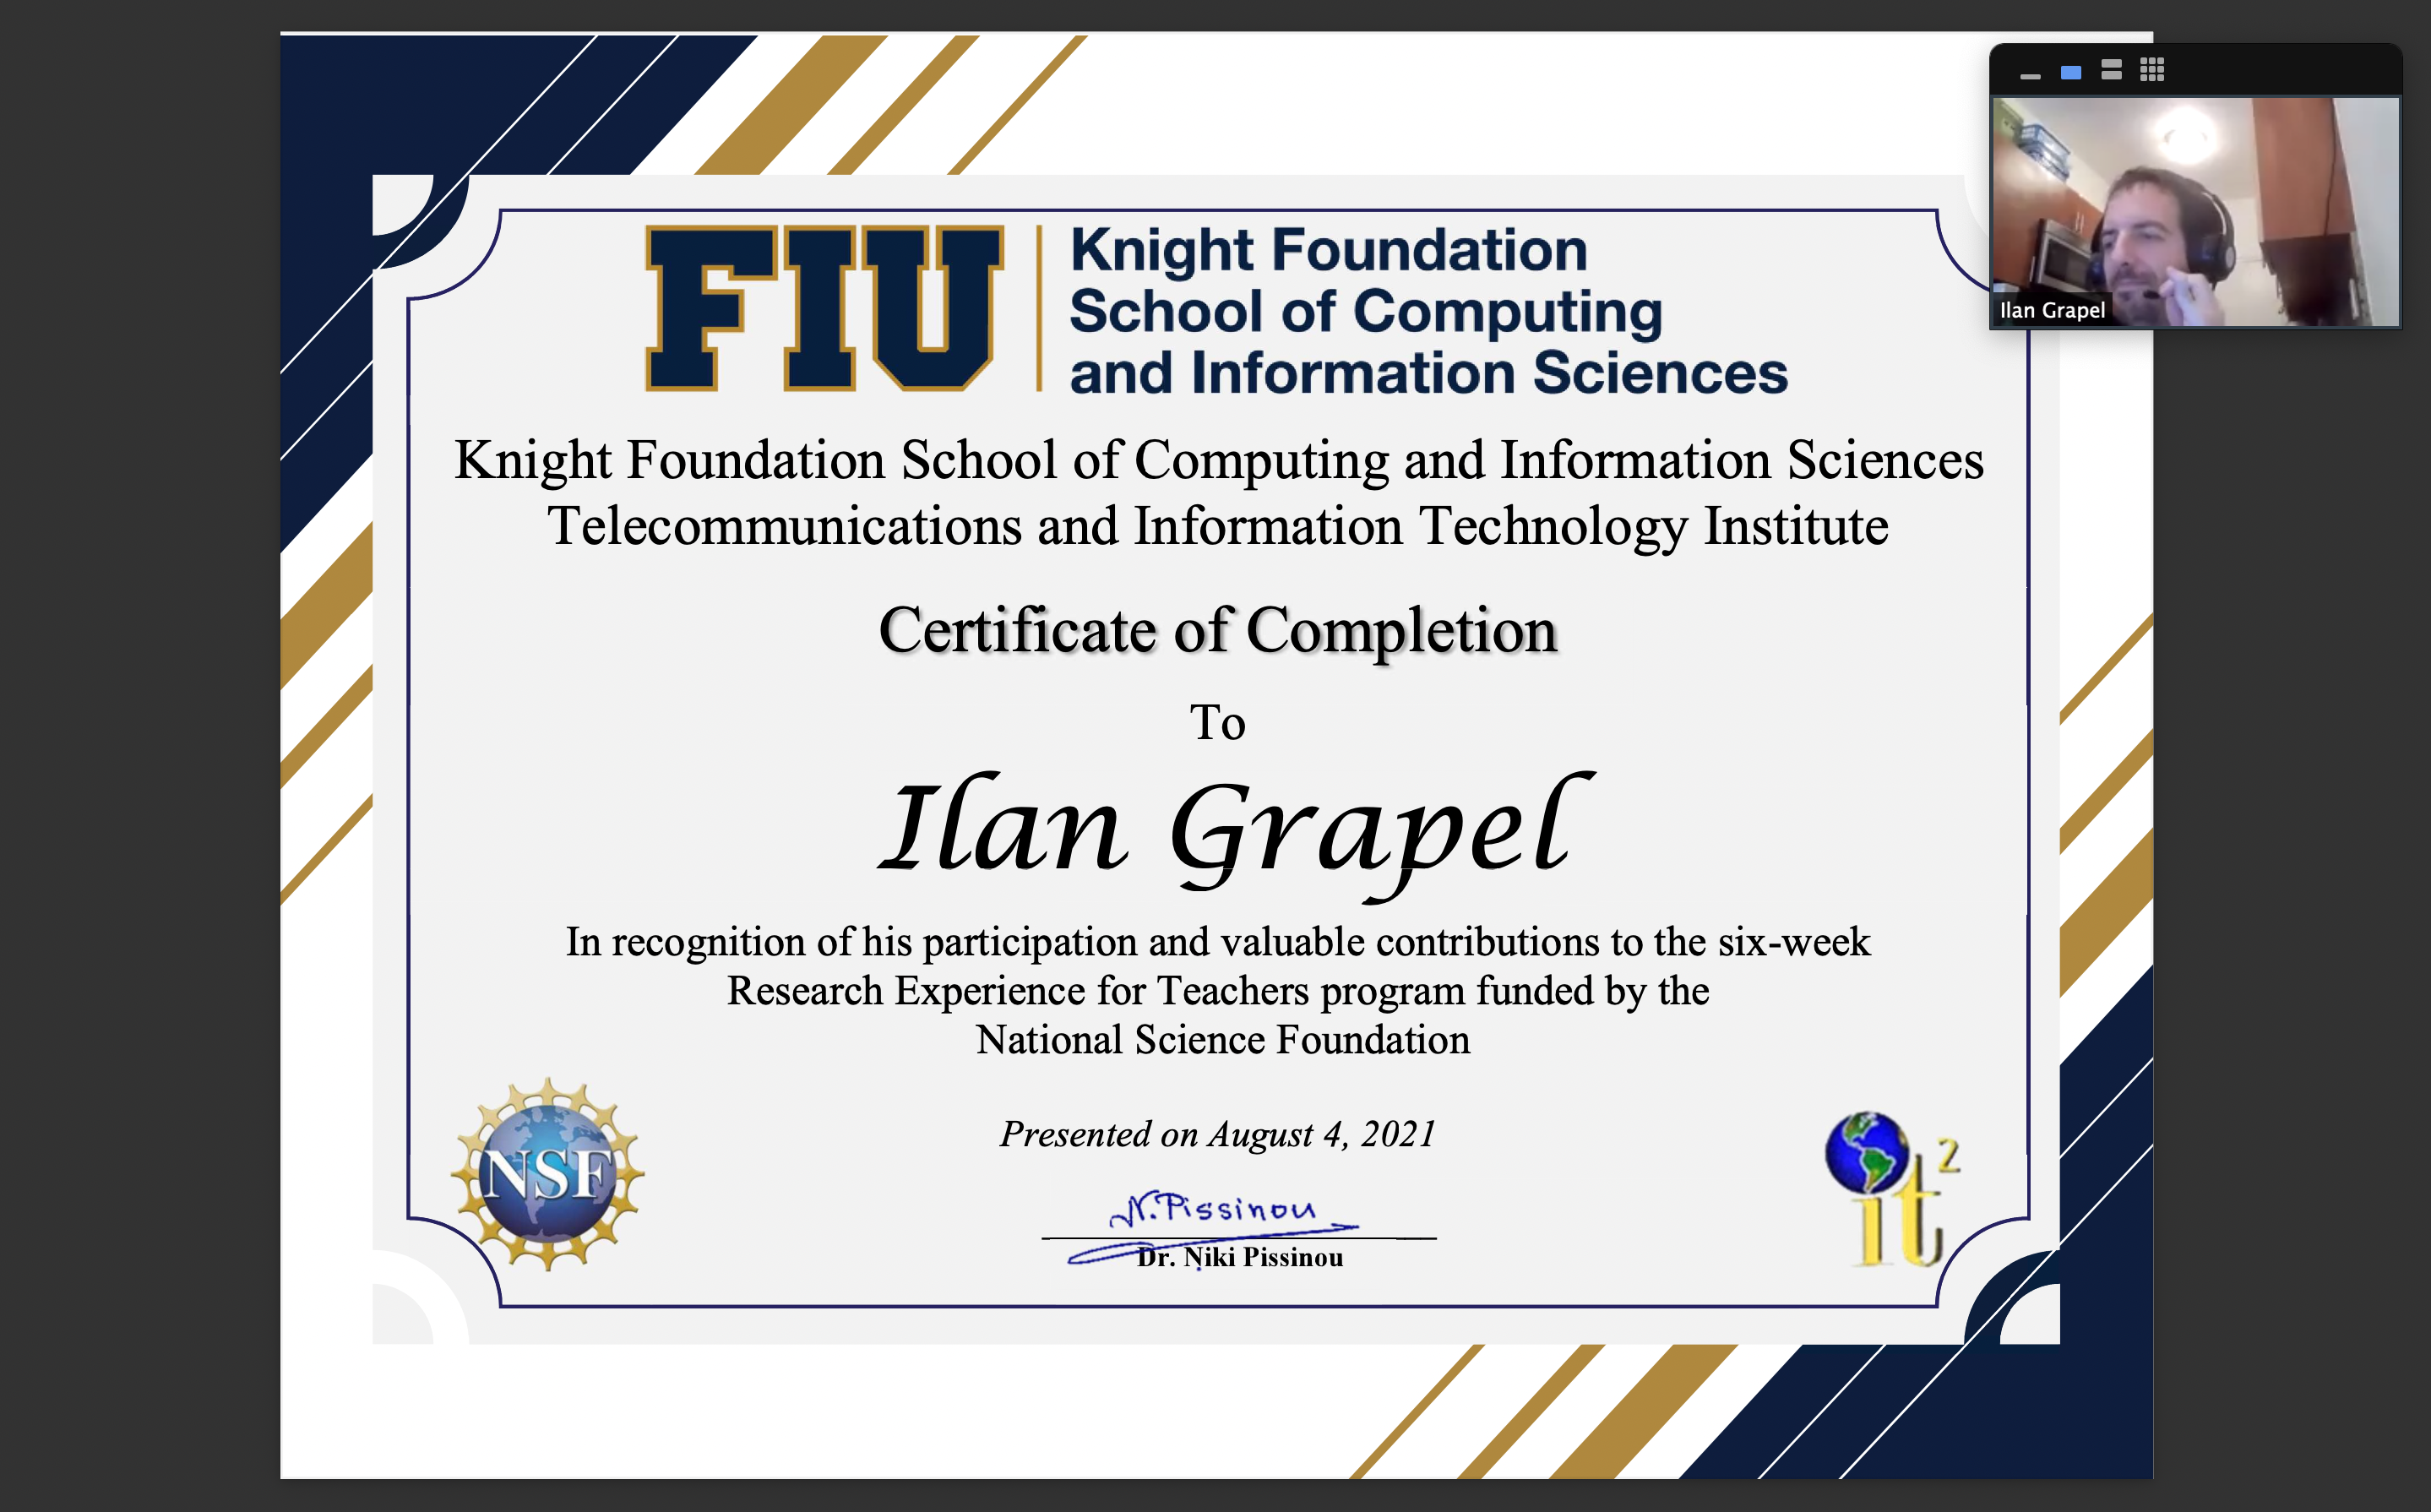 FIU
Knight Foundation
School of Computing
and Information Sciences
Ilan Grapel
Knight Foundation School of Computing and Information Sciences
Telecommunications and Information Technology Institute
Certificate of Completion
To
Ilan Grapel
In recognition of his participation and valuable contributions to the six-week
Research Experience for Teachers program funded by the
National Science Foundation
Presented on August 4, 2021
NSF
it2
N. Pissinou
Dr. Niki Pissinou